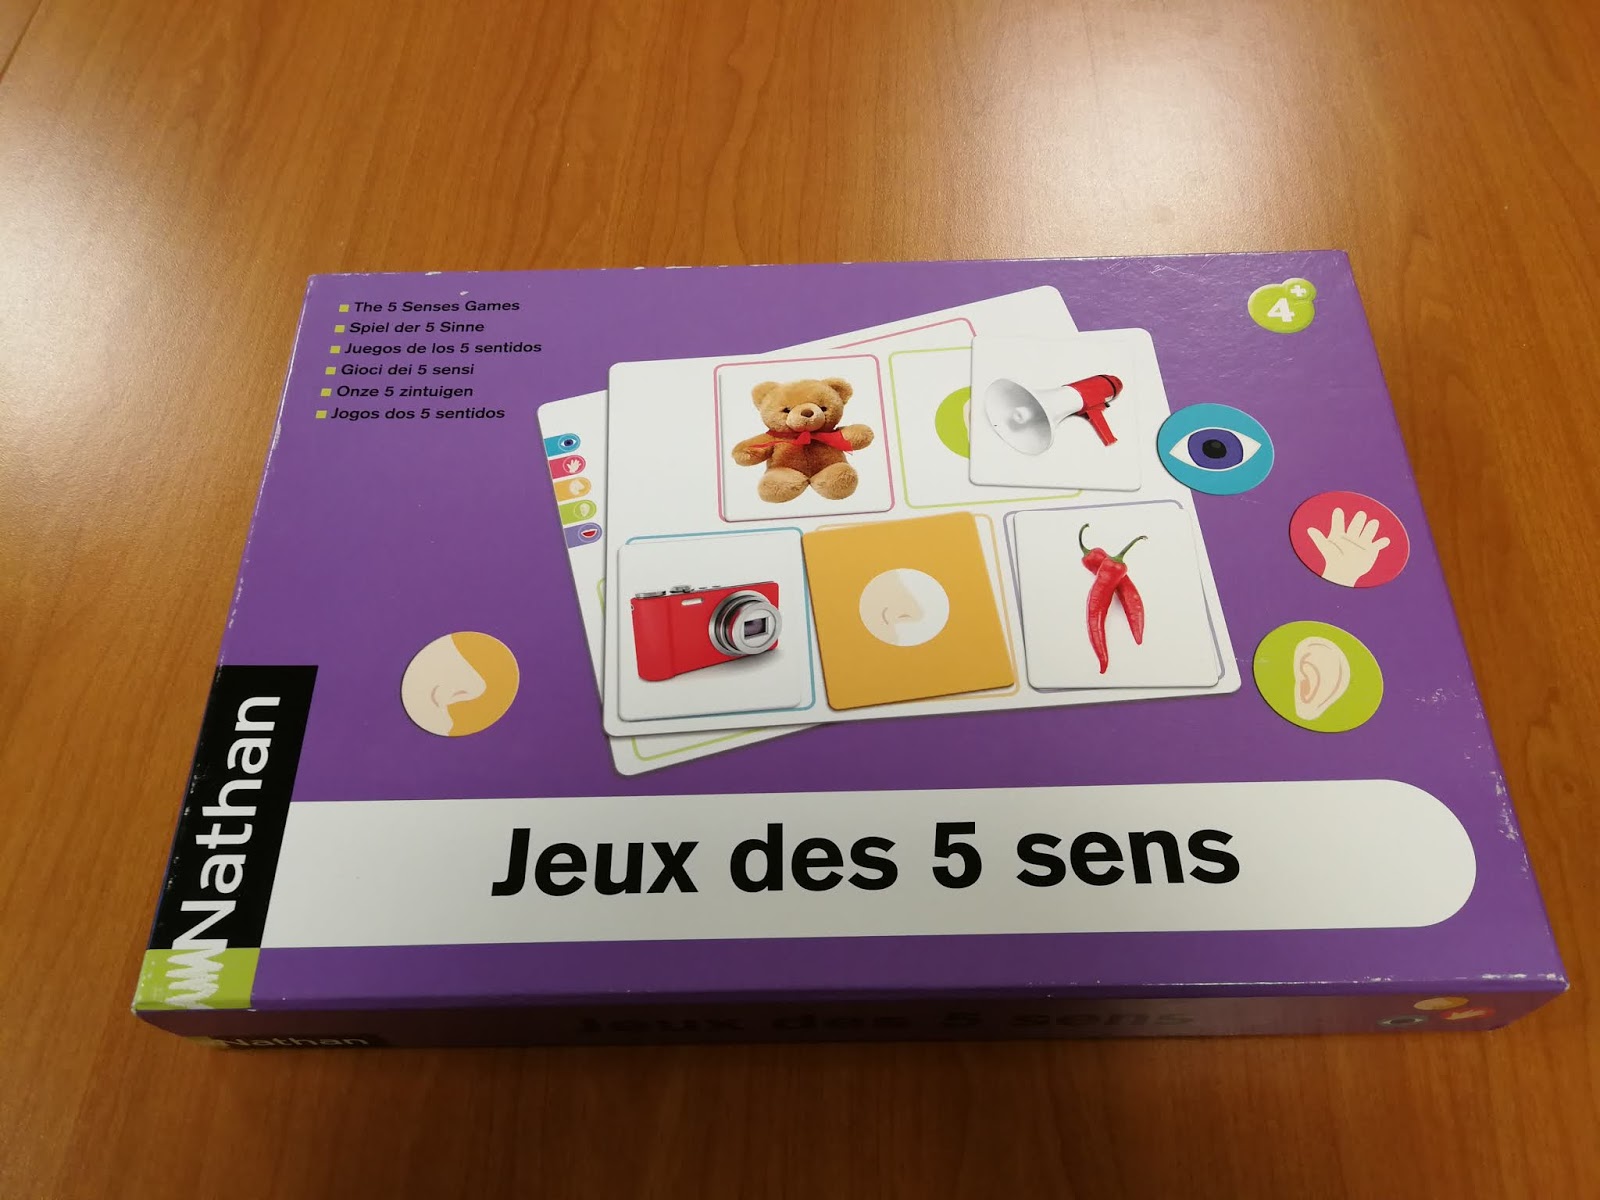 The 5 Senses Games
Spiel der 5 Sinne
Juegos de los 5 sentidos
Gioci dei 5 sensi
Onze 5 zintuigen
Jogos dos 5 sentidos
4+
Nathan
Jeux des 5 sens
Nathan
Jeux des 5 sens